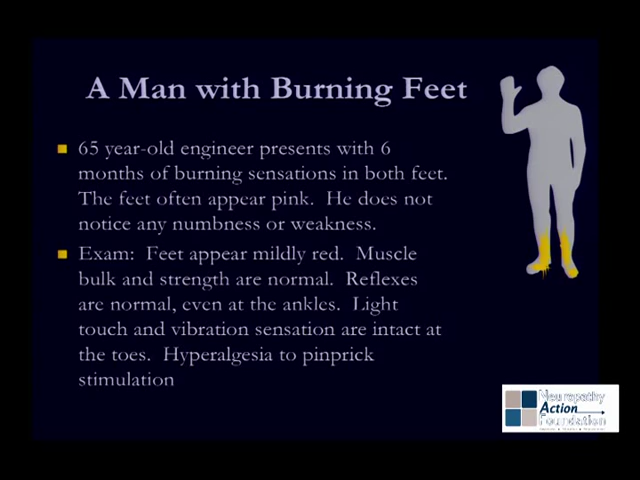 A Man with Burning Feet
65 year-old engineer presents with 6
months of burning sensations in both feet.
The feet often appear pink. He does not
notice any numbness or weakness.
Exam: Feet appear mildly red. Muscle
bulk and strength are normal. Reflexes
are normal, even at the ankles. Light
touch and vibration sensation are intact at
the toes. Hyperalgesia to pinprick
stimulation
Neuropathy
Action
Foundation